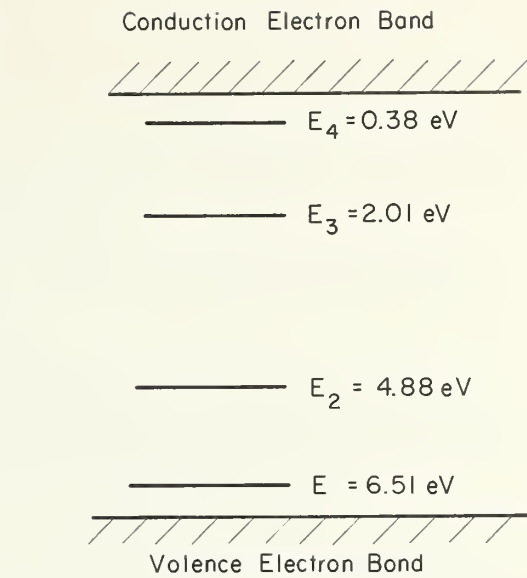 Conduction Electron Band
E4 = 0.38 eV
E3 = 2.01 eV
E2 = 4.88 eV
E = 6.51 eV
Volence Electron Bond